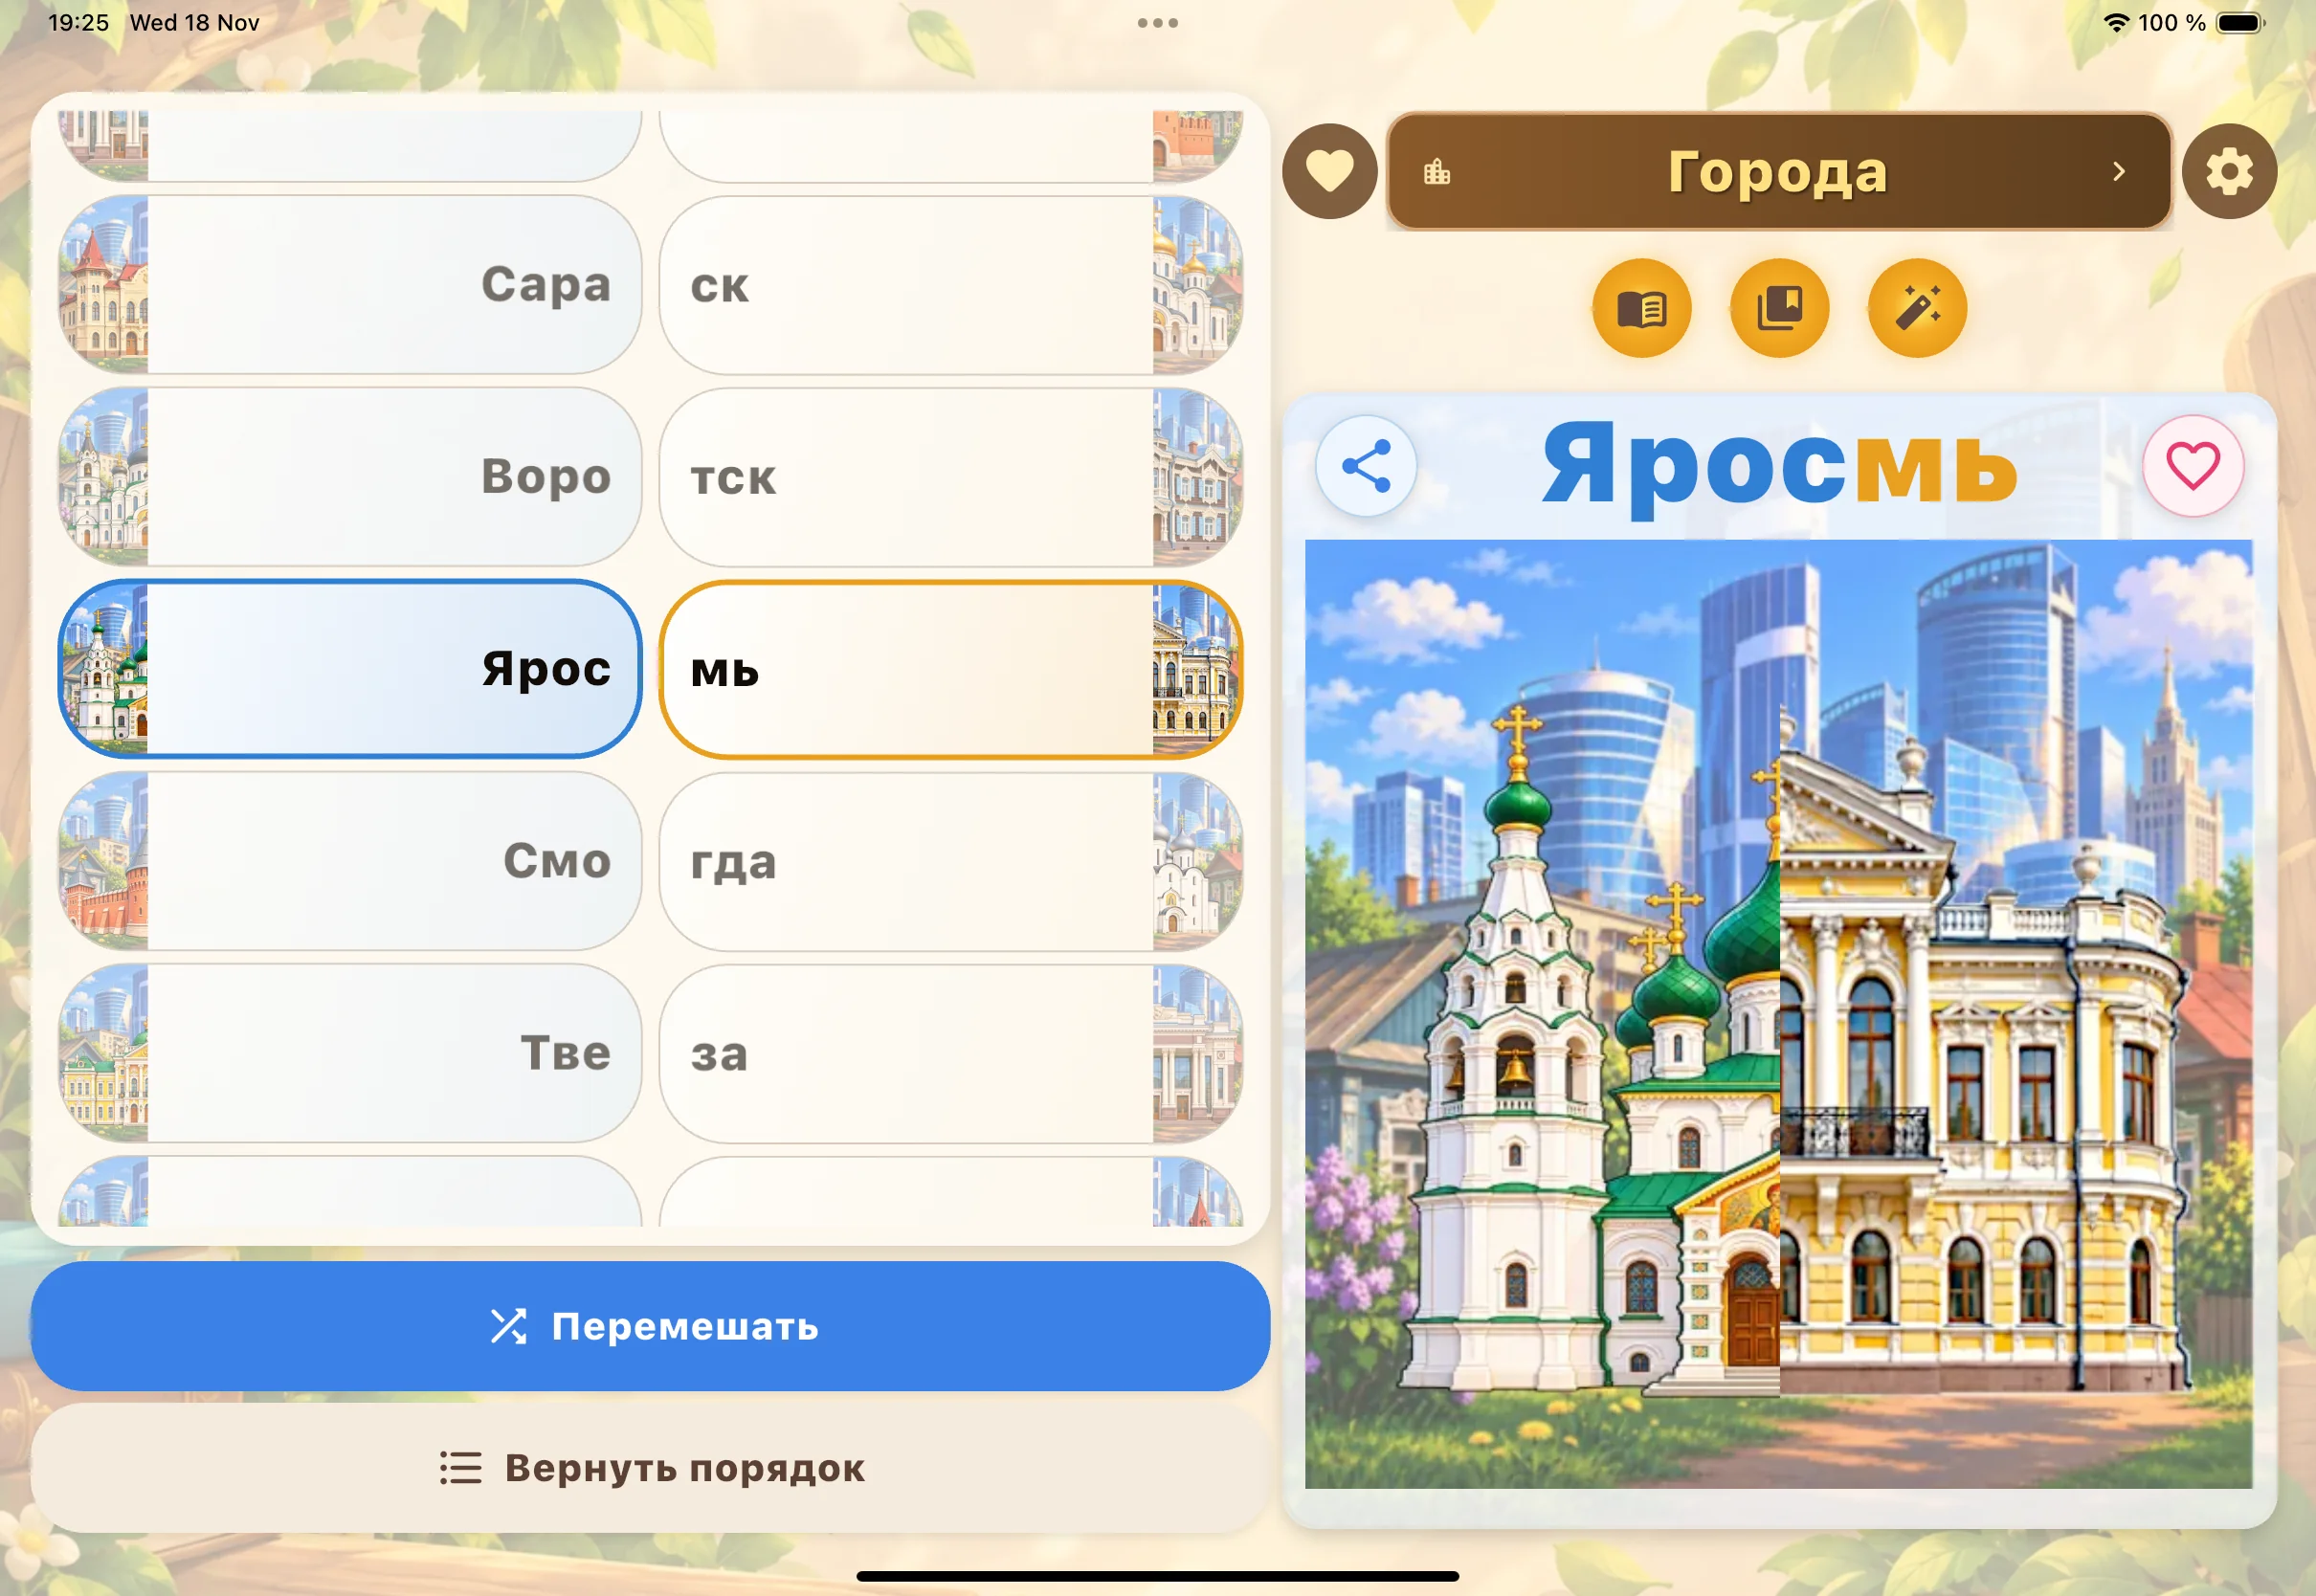 19:25 Wed 18 Nov
100 %
Сара
ск
Воро
тск
Ярос
мь
Смо
гда
Тве
за
Перемешать
Вернуть порядок
Города
Яросмь